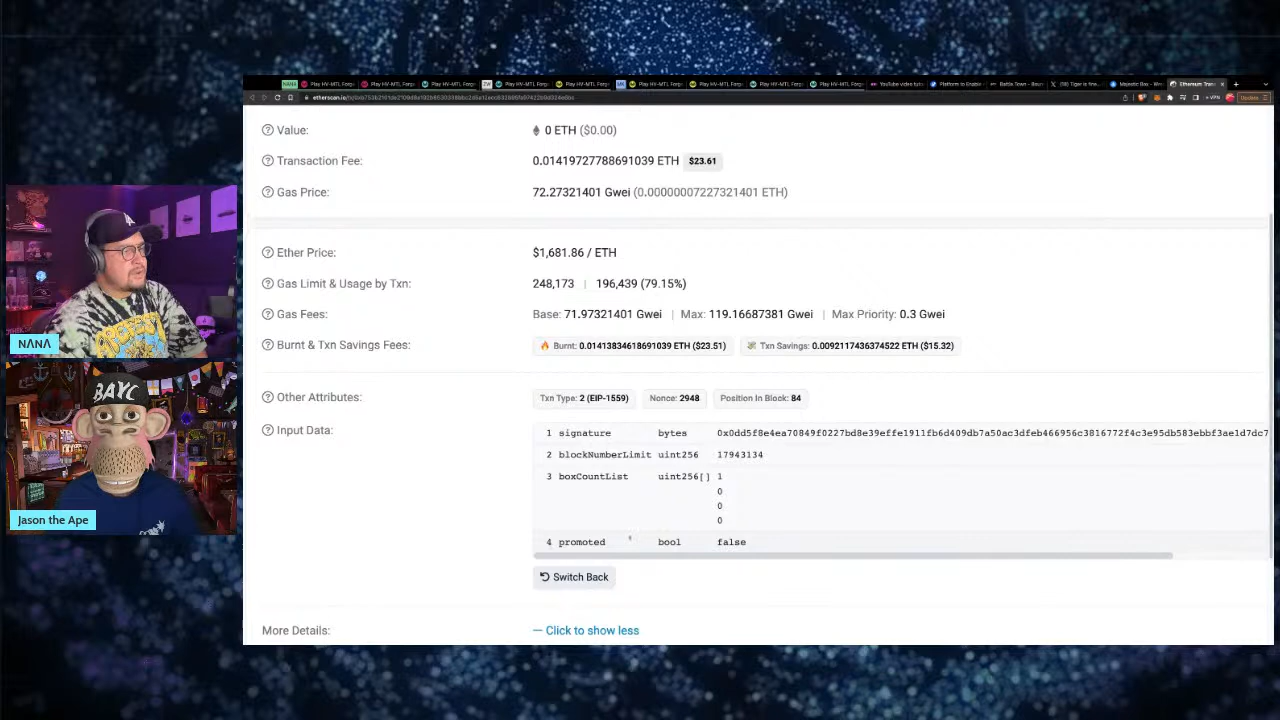 etherscan.io
Value:
0 ETH ($0.00)
Transaction Fee:
0.01419727788691039 ETH $23.61
Gas Price:
72.27321401 Gwei (0.00000007227321401 ETH)
Ether Price:
$1,681.86 / ETH
Gas Limit & Usage by Txn:
248,173 | 196,439 (79.15%)
Gas Fees:
Base: 71.97321401 Gwei | Max: 119.16687381 Gwei | Max Priority: 0.3 Gwei
Burnt & Txn Savings Fees:
Burnt: 0.01413834618691039 ETH ($23.51) Txn Savings: 0.0092117436374522 ETH ($15.32)
Other Attributes:
Txn Type: 2 (EIP-1559) Nonce: 2948 Position In Block: 84
Input Data:
1 signature bytes 0x0dd5f8e4ea70849f0227bd8e39effe1911fb6d409db7a50ac3dfeb466956c3816772f4c3e95db583ebbf3ae1d7dc7
2 blockNumberLimit uint256 17943134
3 boxCountList uint256[] 1
0
0
0
4 promoted bool false
Switch Back
More Details:
— Click to show less
NΛNΛ
BAYC
Jason the Ape